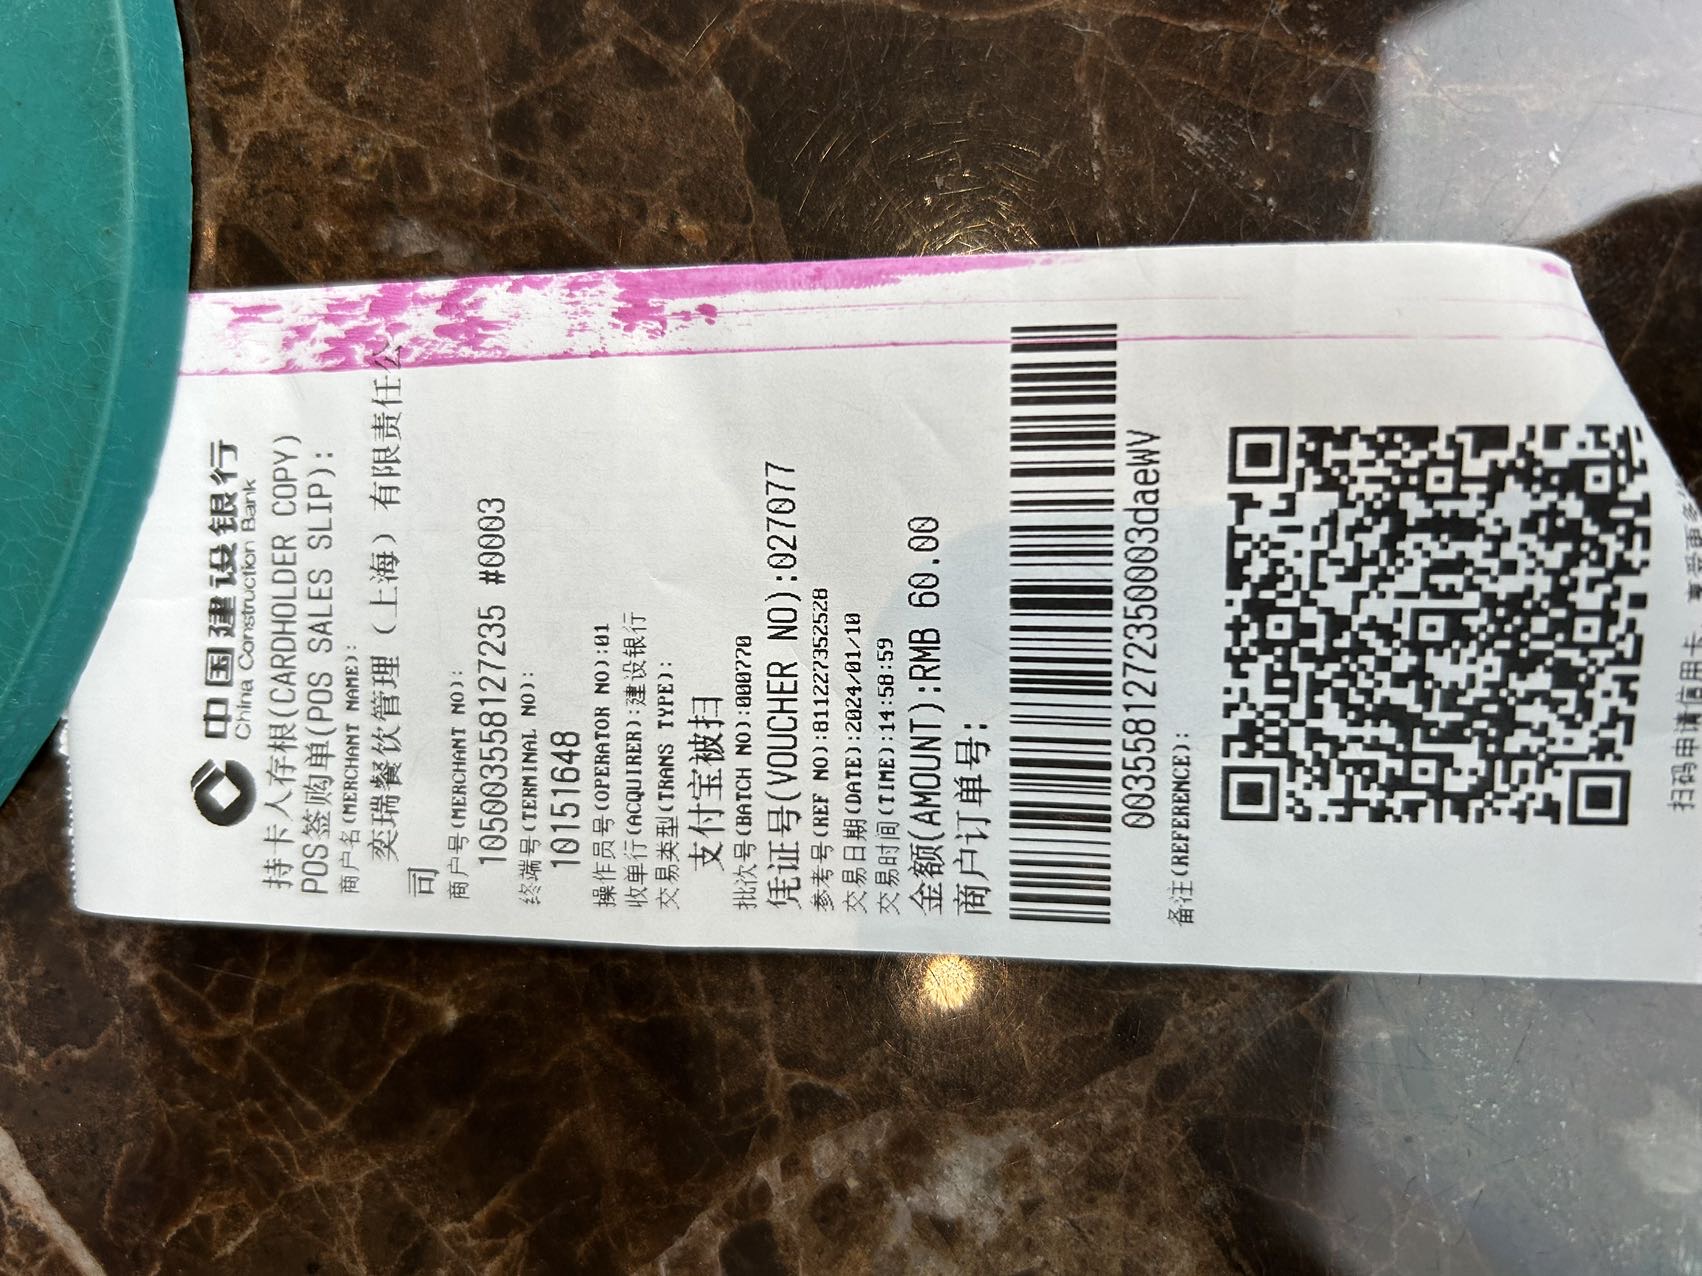 中国建设银行
China Construction Bank
持卡人存根(CARDHOLDER COPY)
POS签购单(POS SALES SLIP):
商户名(MERCHANT NAME):
奕瑞餐饮管理（上海）有限责任公
司
商户号(MERCHANT NO):
105003558127235 #0003
终端号(TERMINAL NO):
10151648
操作员号(OPERATOR NO):01
收单行(ACQUIRER):建设银行
交易类型(TRANS TYPE):
支付宝被扫
批次号(BATCH NO):000770
凭证号(VOUCHER NO):027077
参考号(REF NO):811227352528
交易日期(DATE):2024/01/10
交易时间(TIME):14:58:59
金额(AMOUNT):RMB 60.00
商户订单号:
00355812723500​03daeWV
备注(REFERENCE):
扫码申请信用卡，享受更多